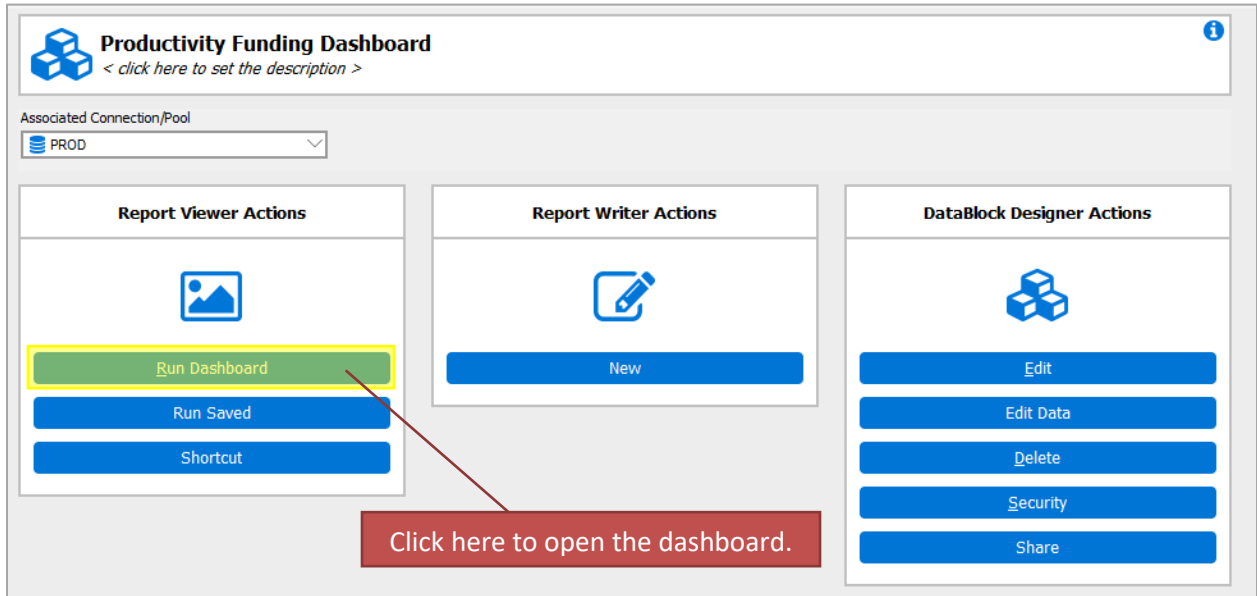 Productivity Funding Dashboard
< click here to set the description >
Associated Connection/Pool
PROD
Report Viewer Actions
Run Dashboard
Run Saved
Shortcut
Report Writer Actions
New
DataBlock Designer Actions
Edit
Edit Data
Delete
Security
Share
Click here to open the dashboard.